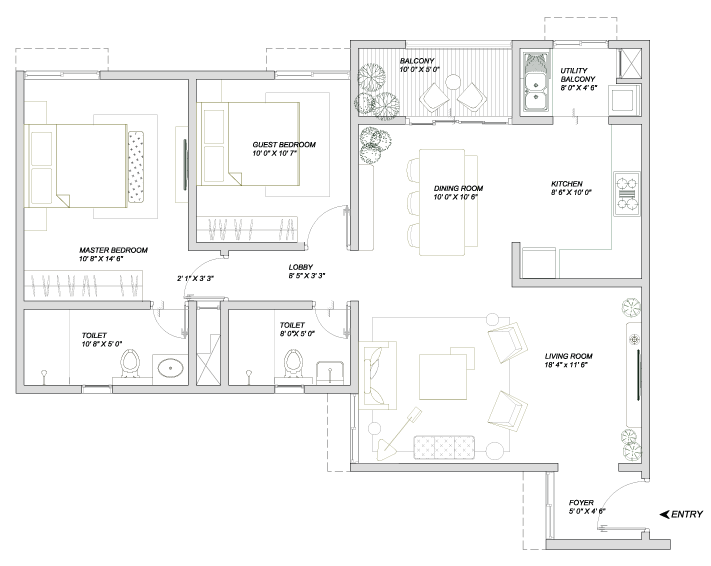 BALCONY
10' 0" X 5' 0"
UTILITY
BALCONY
8' 0" X 4' 6"
GUEST BEDROOM
10' 0" X 10' 7"
DINING ROOM
10' 0" X 10' 6"
KITCHEN
8' 6" X 10' 0"
MASTER BEDROOM
10' 8" X 14' 6"
2' 1" X 3' 3"
LOBBY
8' 5" X 3' 3"
TOILET
10' 8" X 5' 0"
TOILET
8' 0"X 5' 0"
LIVING ROOM
18' 4" x 11' 6"
FOYER
5' 0" X 4' 6"
ENTRY